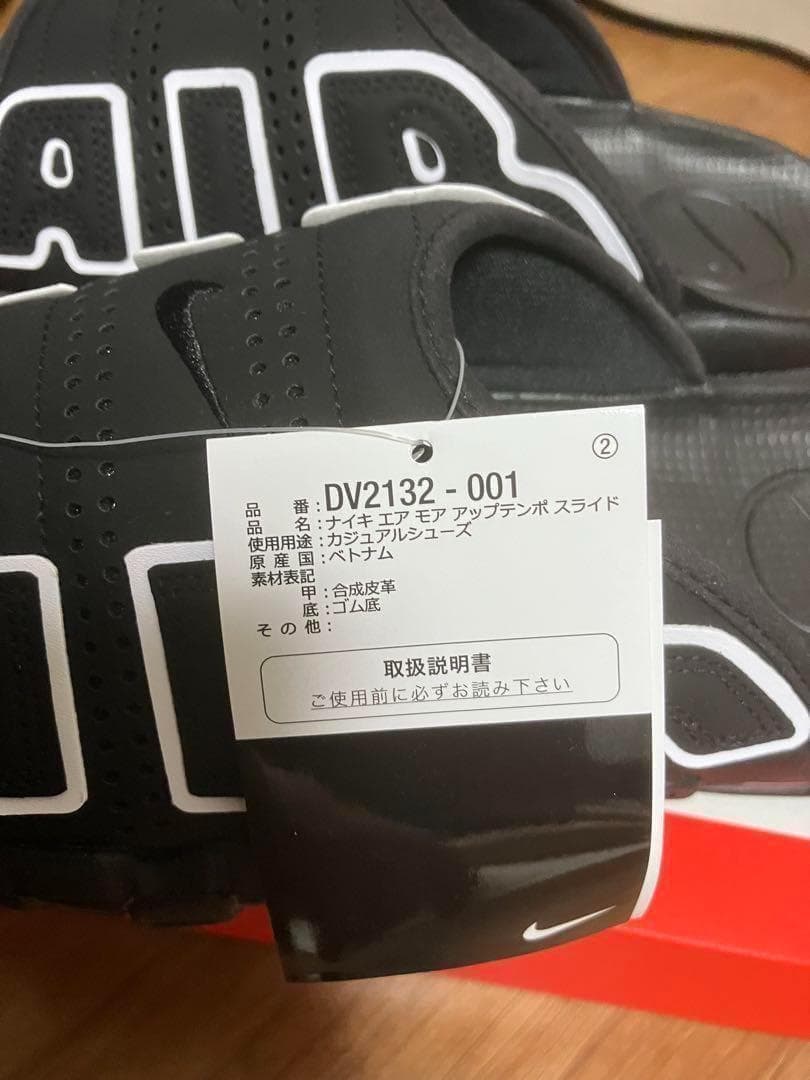 AIR
②
品番：DV2132 - 001
品名：ナイキ エア モア アップテンポ スライド
使用用途：カジュアルシューズ
原産国：ベトナム
素材表記
甲：合成皮革
底：ゴム底
その他：
取扱説明書
ご使用前に必ずお読み下さい